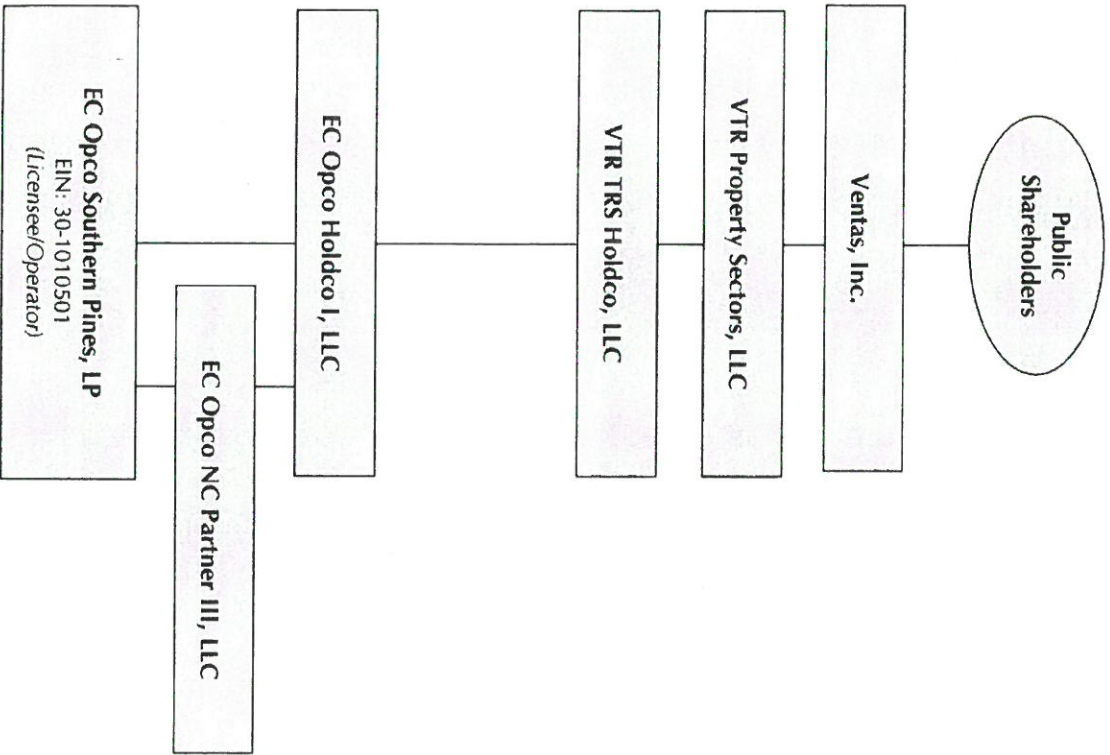 Public
Shareholders
Ventas, Inc.
VTR Property Sectors, LLC
VTR TRS Holdco, LLC
EC Opco Holdco I, LLC
EC Opco NC Partner III, LLC
EC Opco Southern Pines, LP
EIN: 30-1010501
(Licensee/Operator)